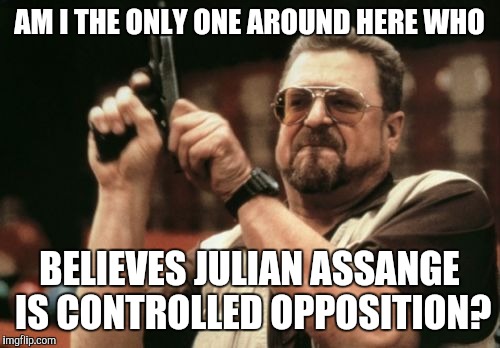 AM I THE ONLY ONE AROUND HERE WHO
BELIEVES JULIAN ASSANGE
IS CONTROLLED OPPOSITION?
imgflip.com